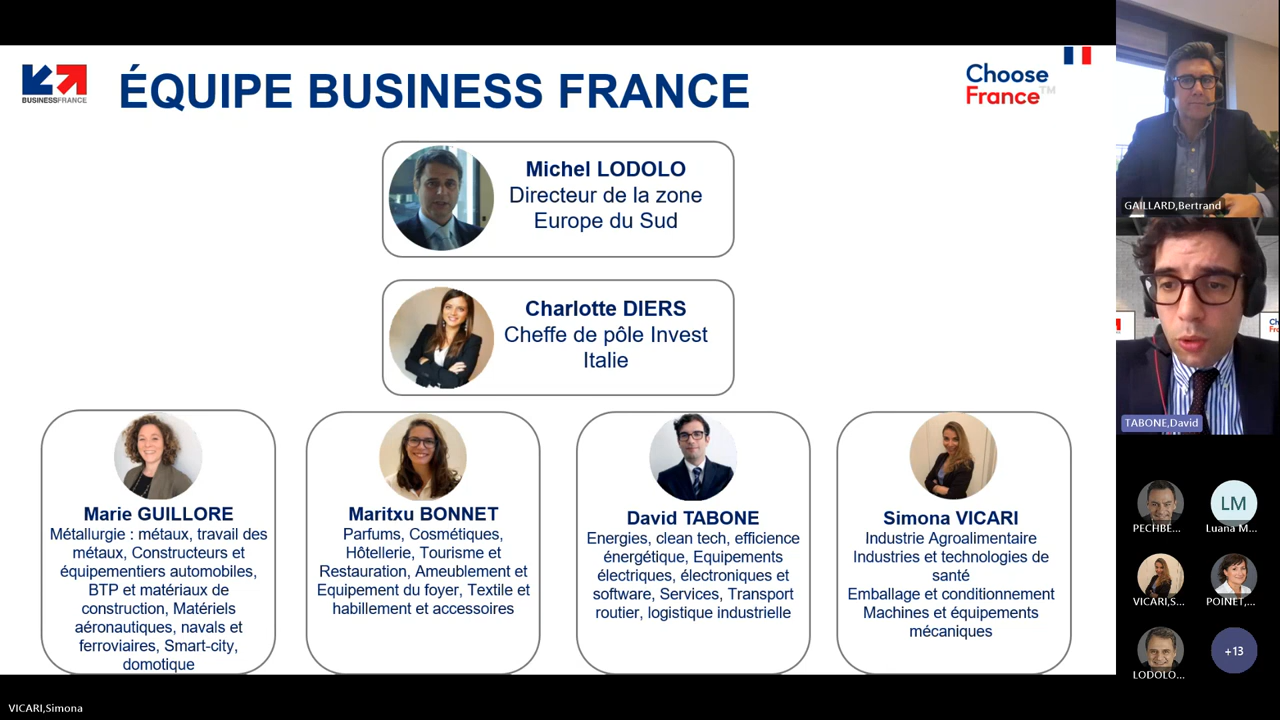 BUSINESSFRANCE
ÉQUIPE BUSINESS FRANCE
Choose
France™
Michel LODOLO
Directeur de la zone
Europe du Sud
Charlotte DIERS
Cheffe de pôle Invest
Italie
Marie GUILLORE
Métallurgie : métaux, travail des
métaux, Constructeurs et
équipementiers automobiles,
BTP et matériaux de
construction, Matériels
aéronautiques, navals et
ferroviaires, Smart-city,
domotique
Maritxu BONNET
Parfums, Cosmétiques,
Hôtellerie, Tourisme et
Restauration, Ameublement et
Equipement du foyer, Textile et
habillement et accessoires
David TABONE
Energies, clean tech, efficience
énergétique, Equipements
électriques, électroniques et
software, Services, Transport
routier, logistique industrielle
Simona VICARI
Industrie Agroalimentaire
Industries et technologies de
santé
Emballage et conditionnement
Machines et équipements
mécaniques
GAILLARD,Bertrand
TABONE,David
LM
PECHBE...
Luana M...
VICARI,S...
POINET,...
LODOLO...
+13
VICARI,Simona